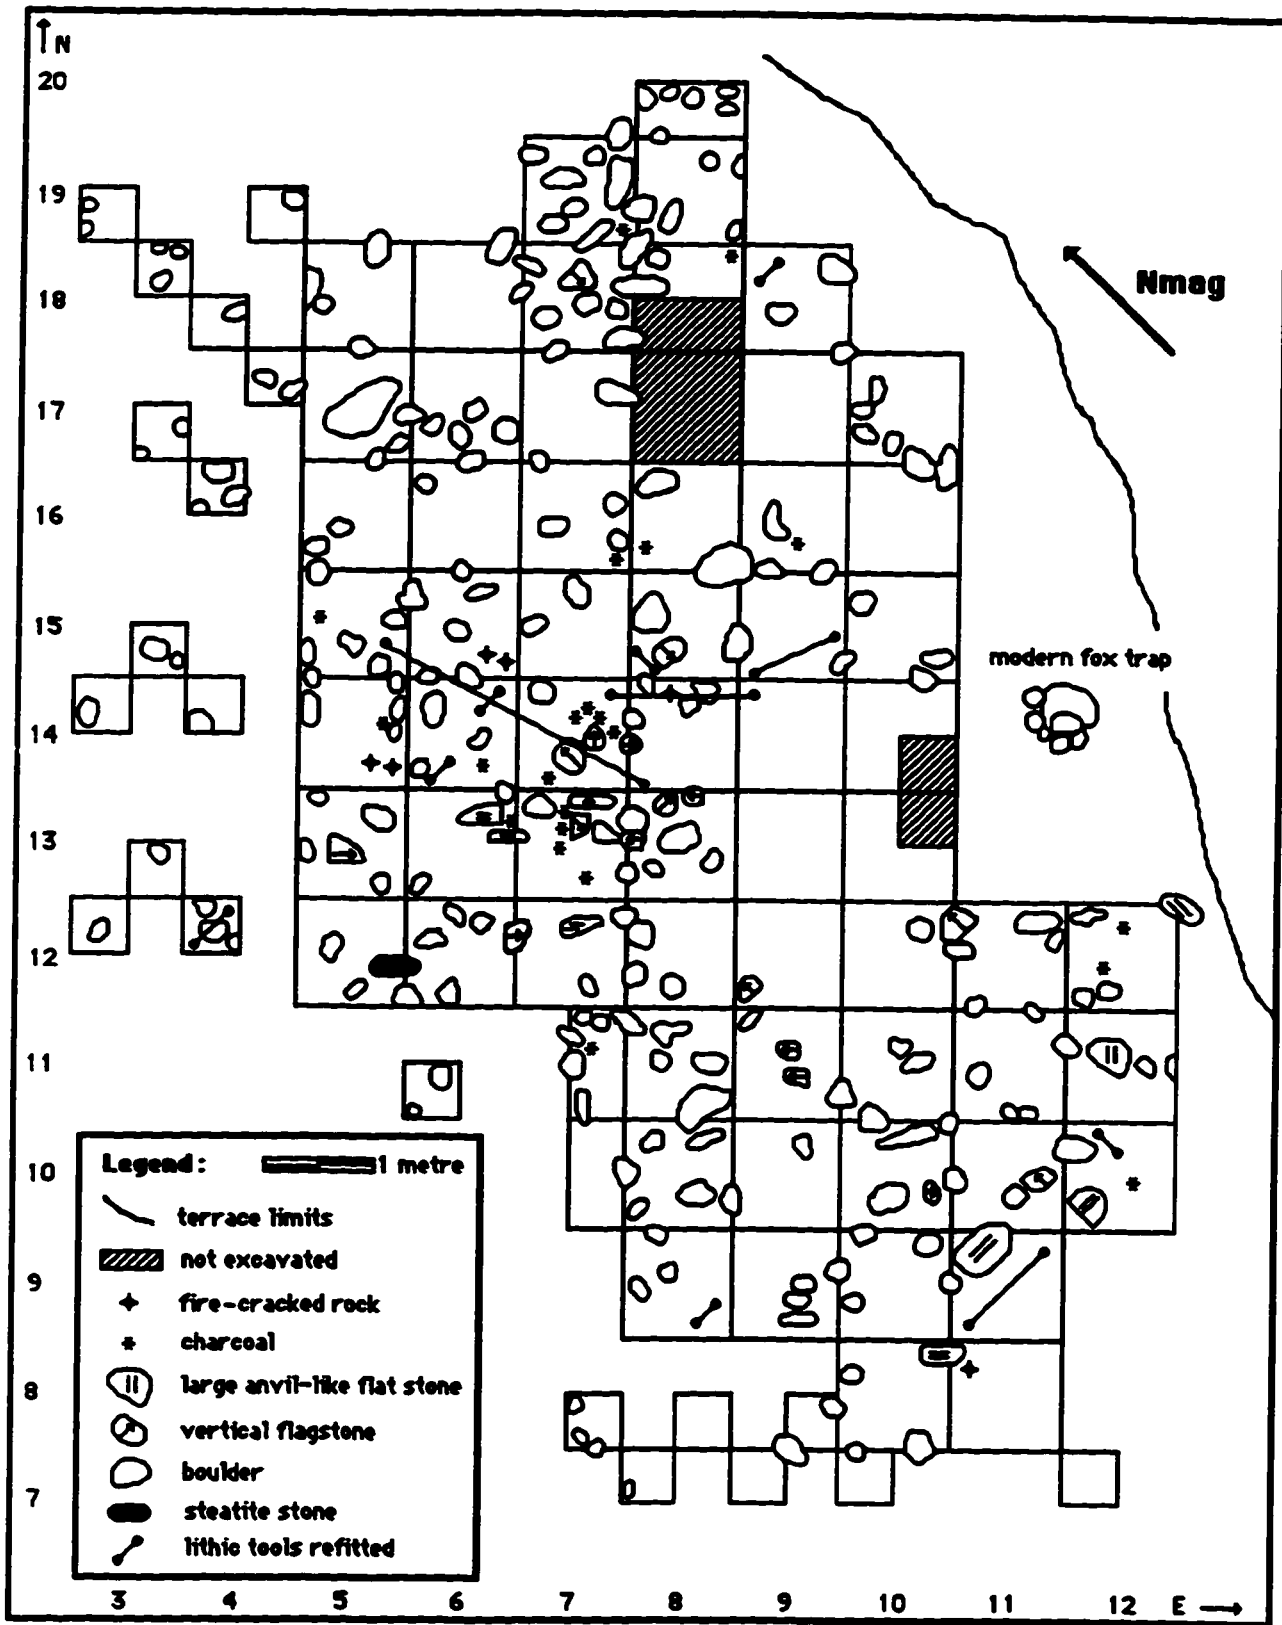 N
20
19
18
Nmag
17
16
15
modern fox trap
14
13
12
11
10
9
8
7
Legend: 1 metre
terrace limits
not excavated
fire-cracked rock
charcoal
large anvil-like flat stone
vertical flagstone
boulder
steatite stone
lithic tools refitted
3 4 5 6 7 8 9 10 11 12 E